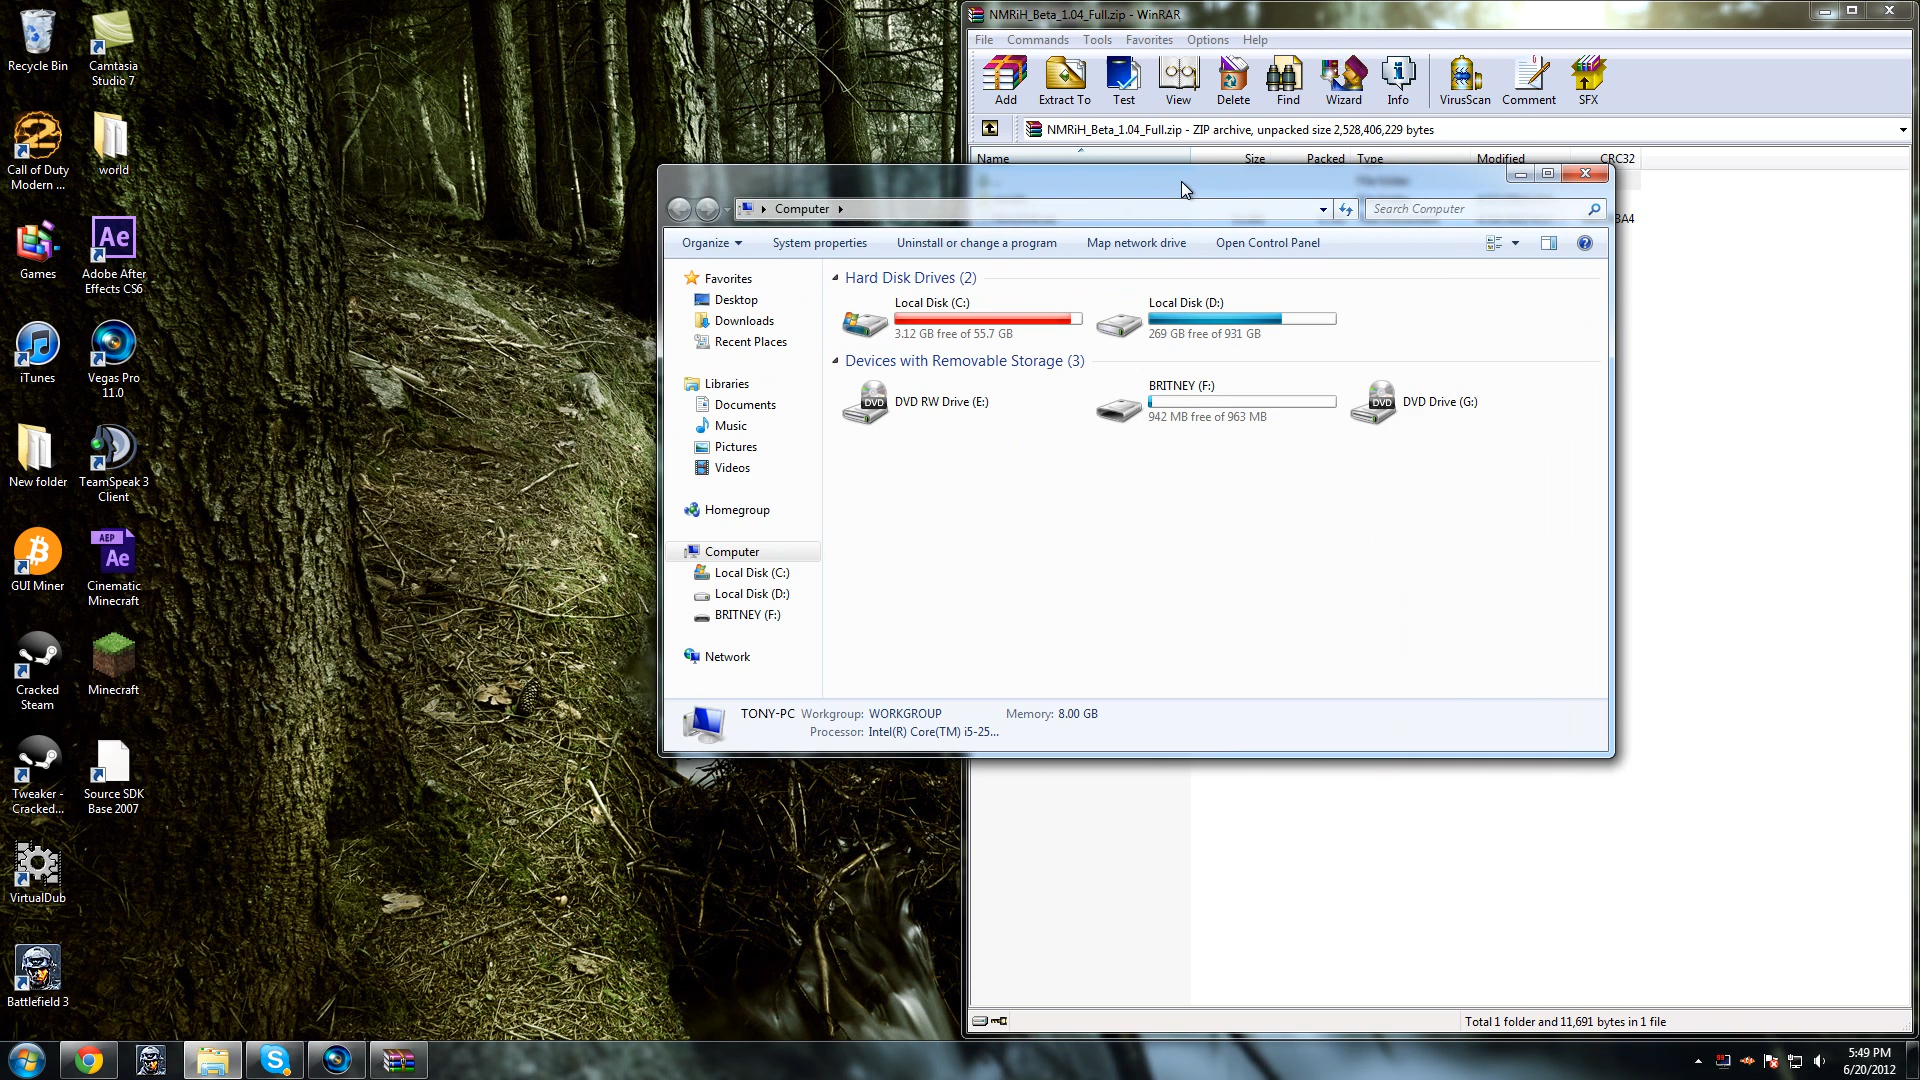 Recycle Bin
Camtasia
Studio 7
Call of Duty
Modern ...
world
Games
Ae
Adobe After
Effects CS6
iTunes
Vegas Pro
11.0
New folder
TeamSpeak 3
Client
GUI Miner
AEP
Ae
Cinematic
Minecraft
Cracked
Steam
Minecraft
Tweaker -
Cracked...
Source SDK
Base 2007
VirtualDub
Battlefield 3
NMRiH_Beta_1.04_Full.zip - WinRAR
File Commands Tools Favorites Options Help
Add Extract To Test View Delete Find Wizard Info VirusScan Comment SFX
NMRiH_Beta_1.04_Full.zip - ZIP archive, unpacked size 2,528,406,229 bytes
Name Size Packed Type Modified CRC32
BA4
Computer
Search Computer
Organize System properties Uninstall or change a program Map network drive Open Control Panel
Favorites
Desktop
Downloads
Recent Places
Libraries
Documents
Music
Pictures
Videos
Homegroup
Computer
Local Disk (C:)
Local Disk (D:)
BRITNEY (F:)
Network
Hard Disk Drives (2)
Local Disk (C:)
3.12 GB free of 55.7 GB
Local Disk (D:)
269 GB free of 931 GB
Devices with Removable Storage (3)
DVD
DVD RW Drive (E:)
BRITNEY (F:)
942 MB free of 963 MB
DVD
DVD Drive (G:)
TONY-PC Workgroup: WORKGROUP Memory: 8.00 GB
Processor: Intel(R) Core(TM) i5-25...
Total 1 folder and 11,691 bytes in 1 file
5:49 PM
6/20/2012